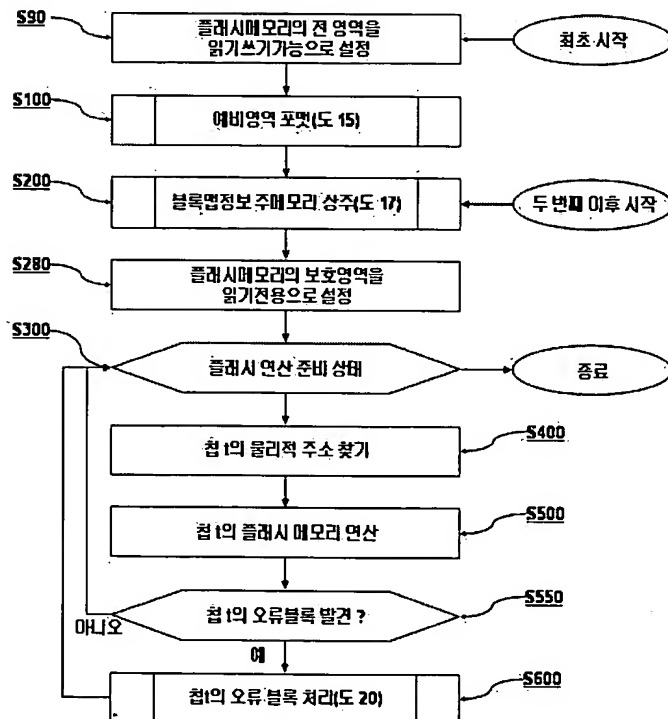 S90
플래시메모리의 전 영역을
읽기쓰기가능으로 설정
최초 시작
S100
예비영역 포맷(도 15)
S200
블록맵정보 주메모리 상주(도 17)
두 번째 이후 시작
S280
플래시메모리의 보호영역을
읽기전용으로 설정
S300
플래시 연산 준비 상태
종료
칩 t의 물리적 주소 찾기
S400
칩 t의 플래시 메모리 연산
S500
칩 t의 오류블록 발견 ?
S550
아니오
예
칩t의 오류 블록 처리(도 20)
S600